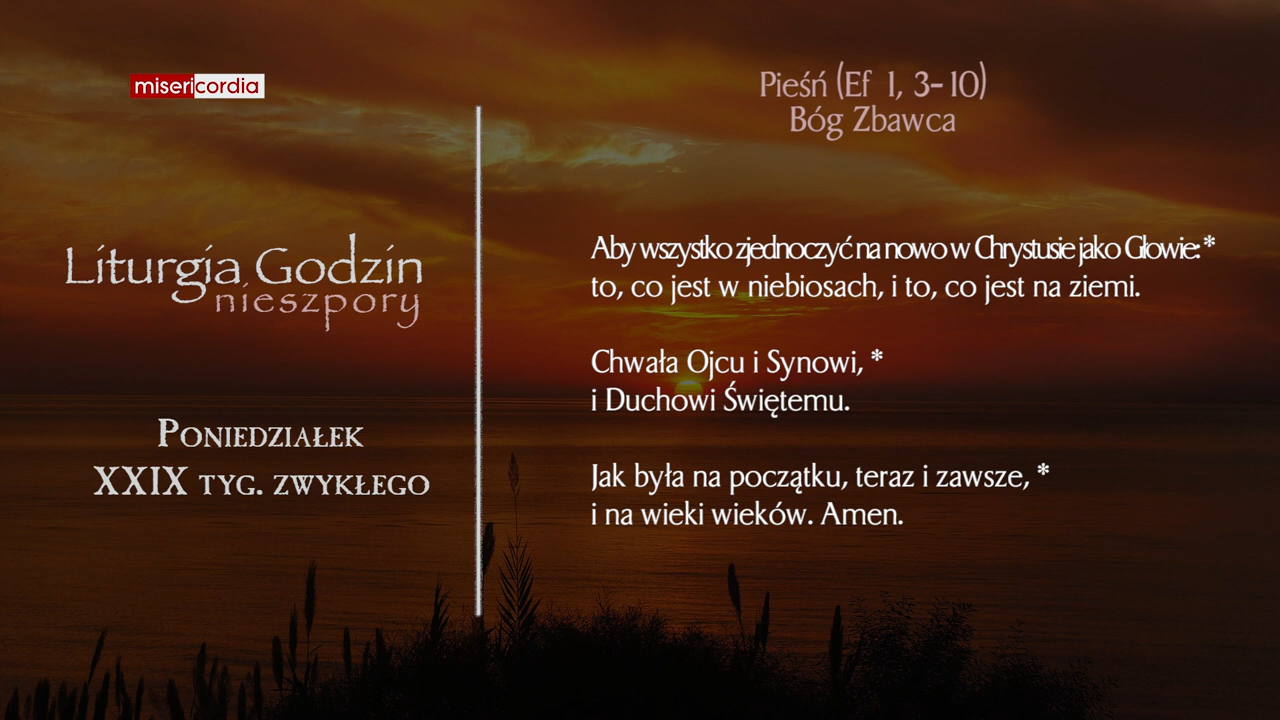 misericordia
Liturgia Godzin
nieszpory
Poniedziałek
XXIX tyg. zwykłego
Pieśń (Ef 1, 3-10)
Bóg Zbawca
Aby wszystko zjednoczyć na nowo w Chrystusie jako Głowie: *
to, co jest w niebiosach, i to, co jest na ziemi.
Chwała Ojcu i Synowi, *
i Duchowi Świętemu.
Jak była na początku, teraz i zawsze, *
i na wieki wieków. Amen.